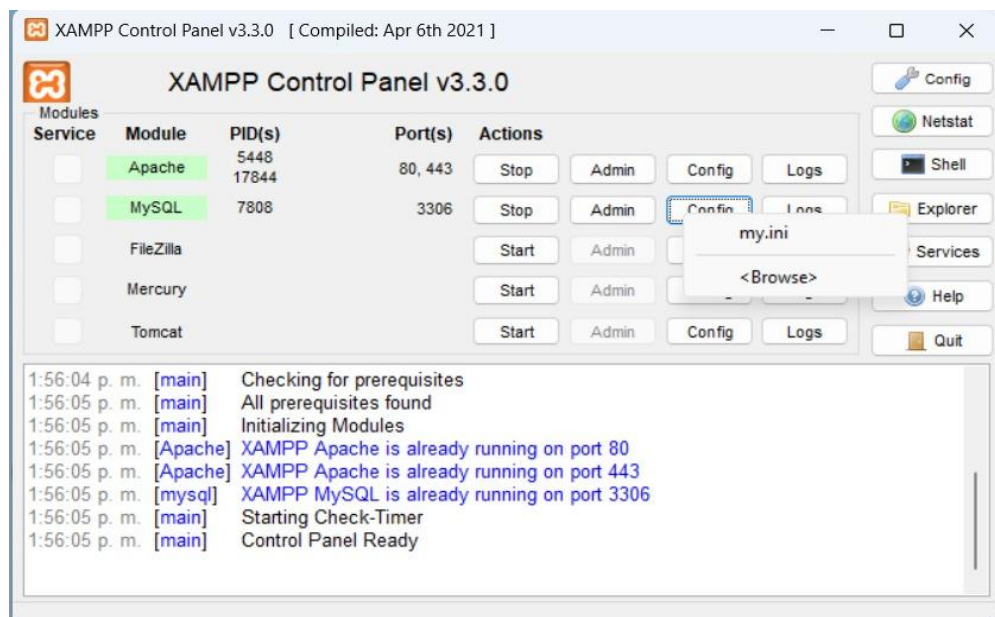 XAMPP Control Panel v3.3.0 [ Compiled: Apr 6th 2021 ]
XAMPP Control Panel v3.3.0
Config
Modules
Service Module PID(s) Port(s) Actions
Netstat
Apache 5448 17844 80, 443 Stop Admin Config Logs
Shell
MySQL 7808 3306 Stop Admin Config Logs
Explorer
my.ini
FileZilla Start Admin
Services
<Browse>
Mercury Start Admin
Help
Tomcat Start Admin Config Logs
Quit
1:56:04 p. m. [main] Checking for prerequisites
1:56:05 p. m. [main] All prerequisites found
1:56:05 p. m. [main] Initializing Modules
1:56:05 p. m. [Apache] XAMPP Apache is already running on port 80
1:56:05 p. m. [Apache] XAMPP Apache is already running on port 443
1:56:05 p. m. [mysql] XAMPP MySQL is already running on port 3306
1:56:05 p. m. [main] Starting Check-Timer
1:56:05 p. m. [main] Control Panel Ready